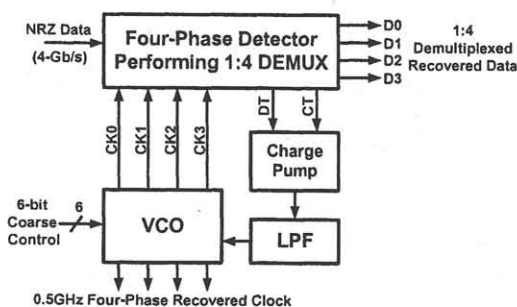 NRZ Data
(4-Gb/s)
Four-Phase Detector
Performing 1:4 DEMUX
D0
D1
D2
D3
1:4
Demultiplexed
Recovered Data
CK0
CK1
CK2
CK3
DT
CT
Charge
Pump
6-bit
Coarse
Control
6
VCO
LPF
0.5GHz Four-Phase Recovered Clock